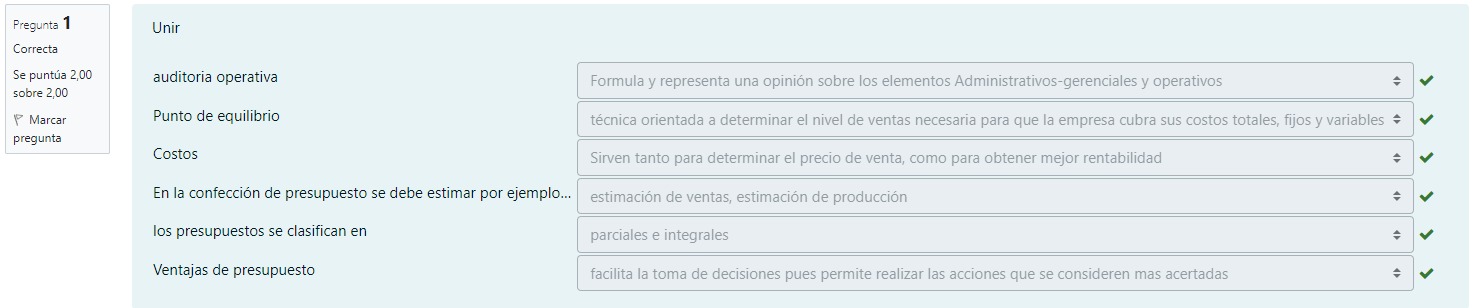 Pregunta 1
Correcta
Se puntúa 2,00
sobre 2,00
Marcar
pregunta
Unir
auditoria operativa
Formula y representa una opinión sobre los elementos Administrativos-gerenciales y operativos
Punto de equilibrio
técnica orientada a determinar el nivel de ventas necesaria para que la empresa cubra sus costos totales, fijos y variables
Costos
Sirven tanto para determinar el precio de venta, como para obtener mejor rentabilidad
En la confección de presupuesto se debe estimar por ejemplo...
estimación de ventas, estimación de producción
los presupuestos se clasifican en
parciales e integrales
Ventajas de presupuesto
facilita la toma de decisiones pues permite realizar las acciones que se consideren mas acertadas